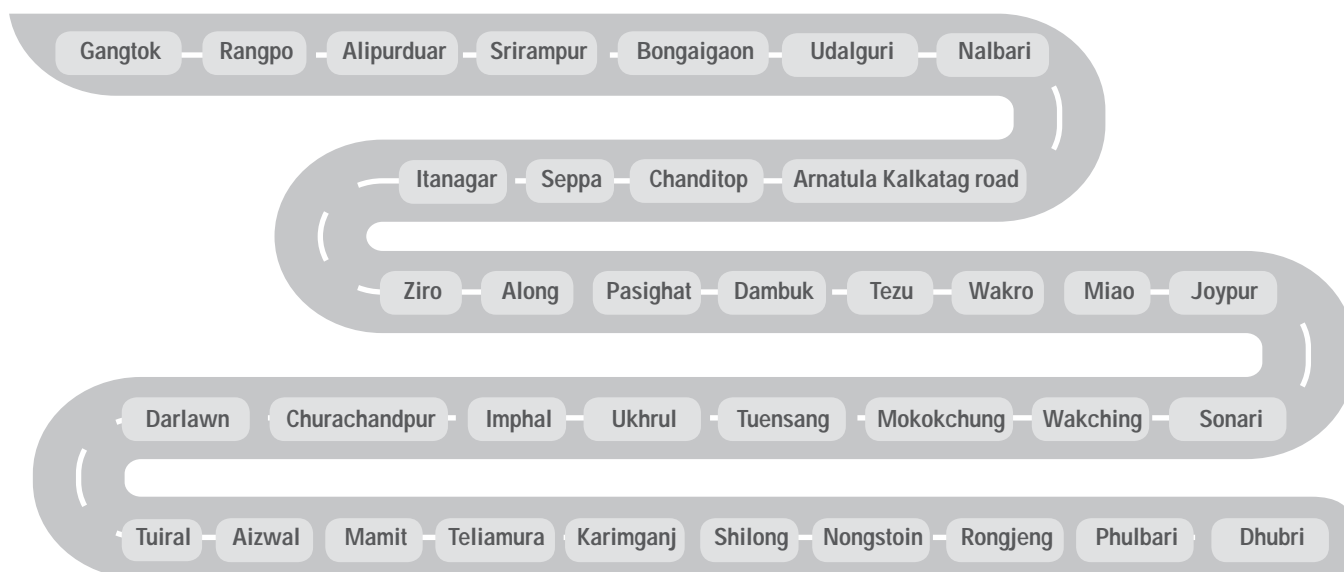 Gangtok Rangpo Alipurduar Srirampur Bongaigaon Udalguri Nalbari
Itanagar Seppa Chanditop Arnatula Kalkatag road
Ziro Along Pasighat Dambuk Tezu Wakro Miao Joypur
Darlawn Churachandpur Imphal Ukhrul Tuensang Mokokchung Wakching Sonari
Tuiral Aizwal Mamit Teliamura Karimganj Shilong Nongstoin Rongjeng Phulbari Dhubri